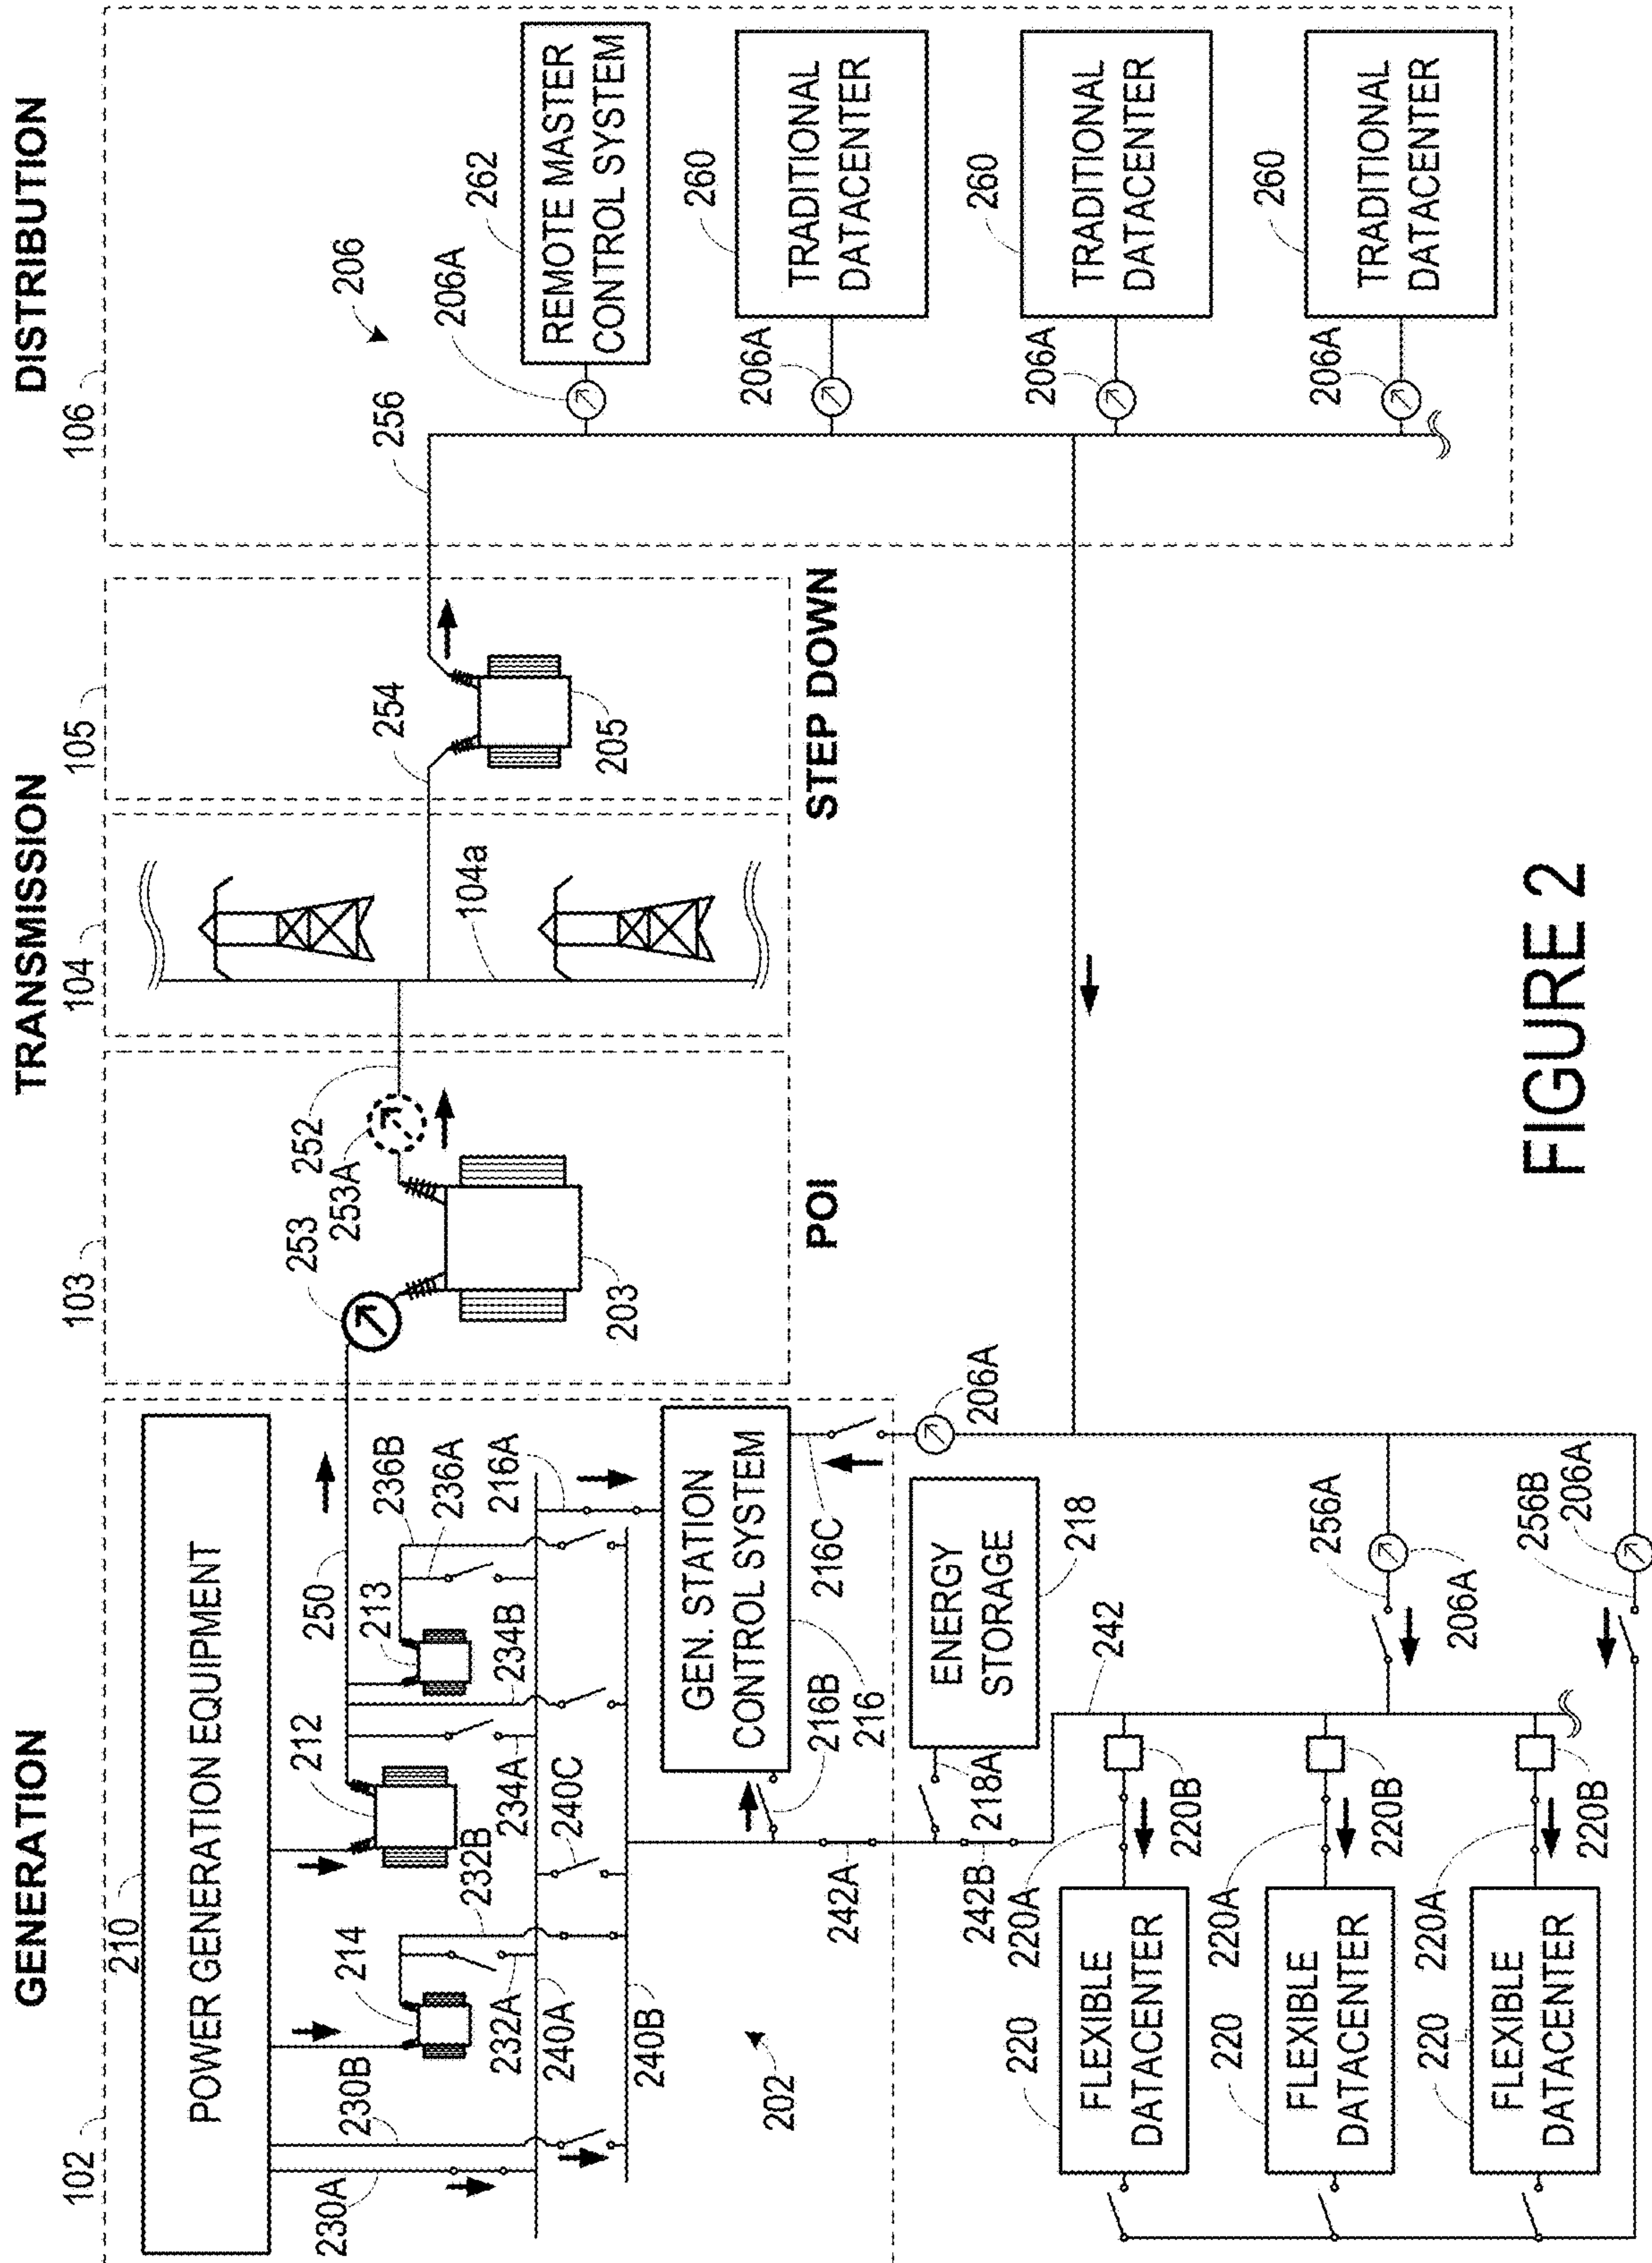 GENERATION
TRANSMISSION
DISTRIBUTION
102
210
POWER GENERATION EQUIPMENT
230A
230B
214
212
213
250
232A
232B
234A
234B
236B
236A
216A
240A
240B
240C
202
GEN. STATION
CONTROL SYSTEM
216
216B
216C
206A
242A
242B
ENERGY
STORAGE
218
218A
242
103
253
253A
252
203
POI
104
104a
105
254
205
STEP DOWN
106
256
206
206A
262
REMOTE MASTER
CONTROL SYSTEM
206A
260
TRADITIONAL
DATACENTER
206A
260
TRADITIONAL
DATACENTER
206A
260
TRADITIONAL
DATACENTER
256A
206A
256B
206A
220
FLEXIBLE
DATACENTER
220A
220B
220
FLEXIBLE
DATACENTER
220A
220B
220
FLEXIBLE
DATACENTER
220A
220B
FIGURE 2